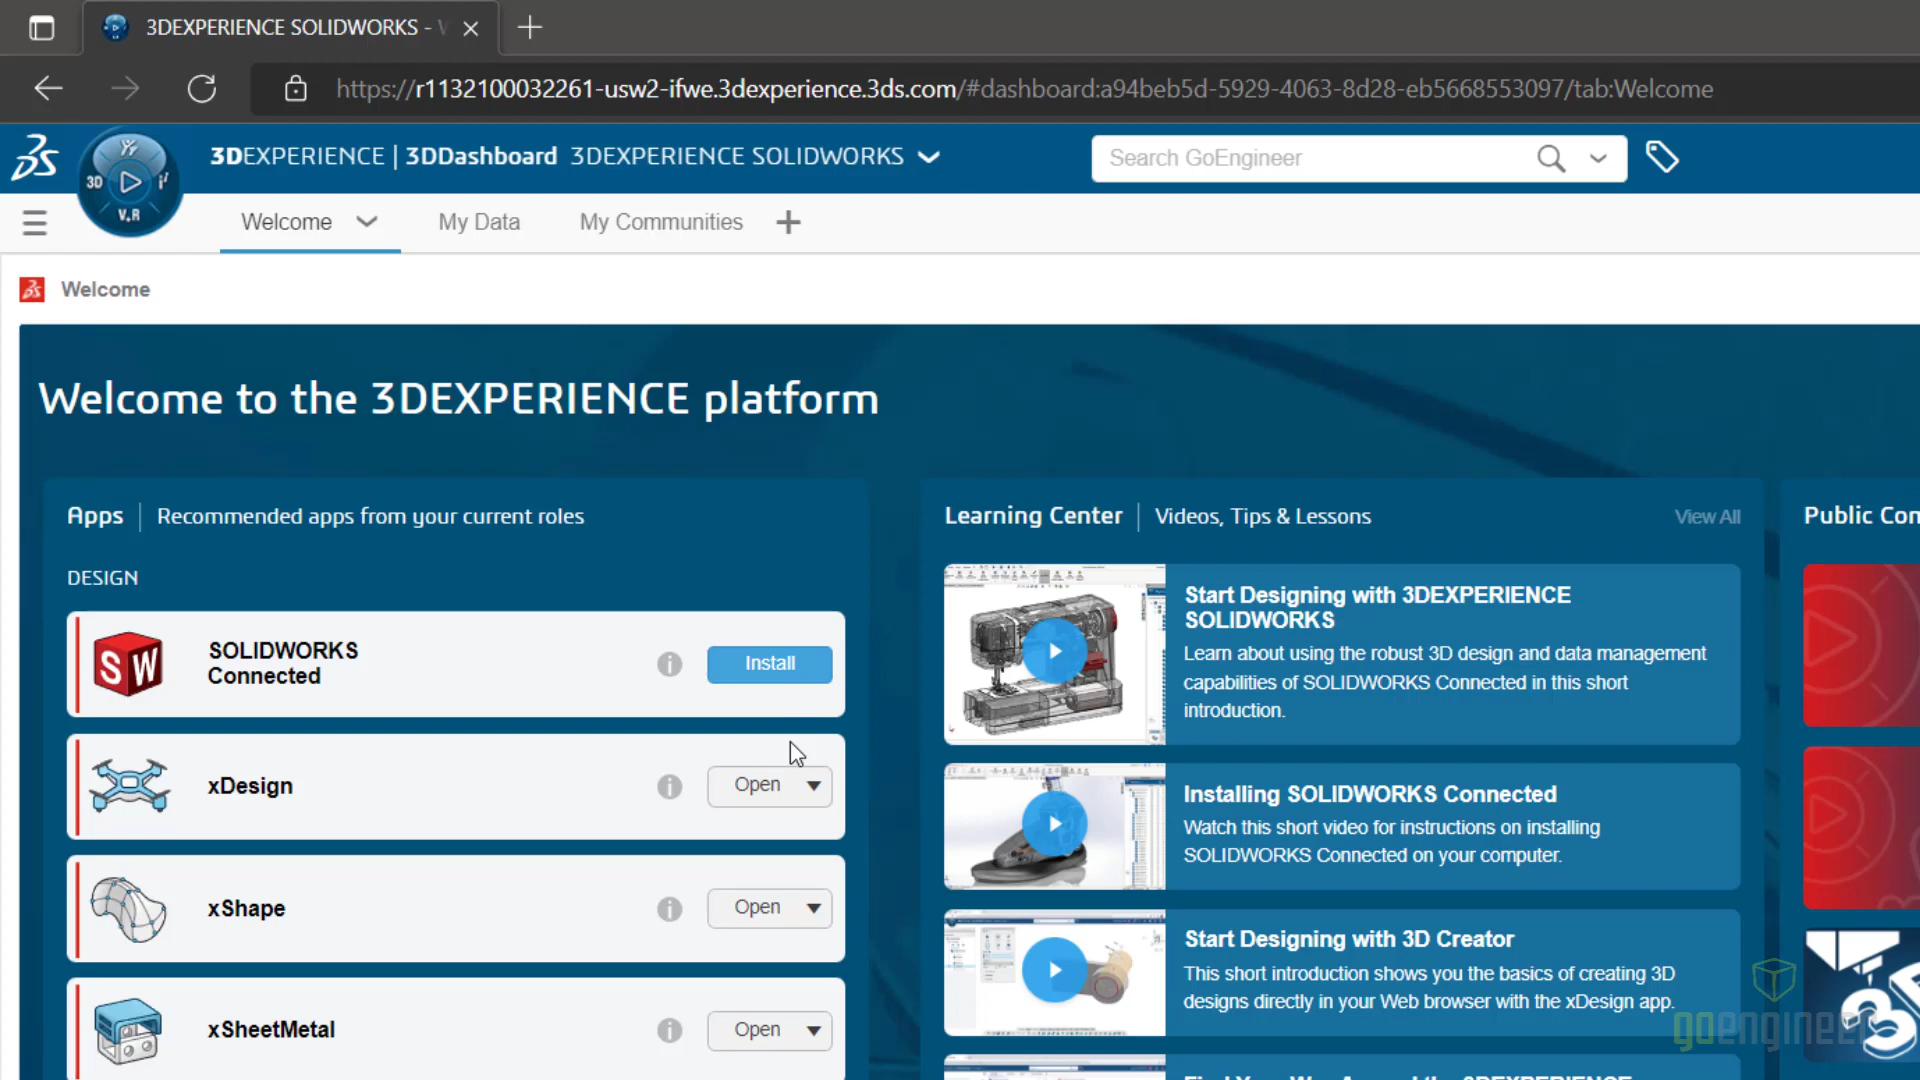 3DEXPERIENCE SOLIDWORKS - W
https://r1132100032261-usw2-ifwe.3dexperience.3ds.com/#dashboard:a94beb5d-5929-4063-8d28-eb5668553097/tab:Welcome
3DEXPERIENCE | 3DDashboard 3DEXPERIENCE SOLIDWORKS
Search GoEngineer
3D
V.R
Welcome
My Data
My Communities
Welcome
Welcome to the 3DEXPERIENCE platform
Apps | Recommended apps from your current roles
DESIGN
SW
SOLIDWORKS
Connected
Install
xDesign
Open
xShape
Open
xSheetMetal
Open
Learning Center | Videos, Tips & Lessons
View All
Start Designing with 3DEXPERIENCE
SOLIDWORKS
Learn about using the robust 3D design and data management
capabilities of SOLIDWORKS Connected in this short
introduction.
Installing SOLIDWORKS Connected
Watch this short video for instructions on installing
SOLIDWORKS Connected on your computer.
Start Designing with 3D Creator
This short introduction shows you the basics of creating 3D
designs directly in your Web browser with the xDesign app.
Public Con
goengineer